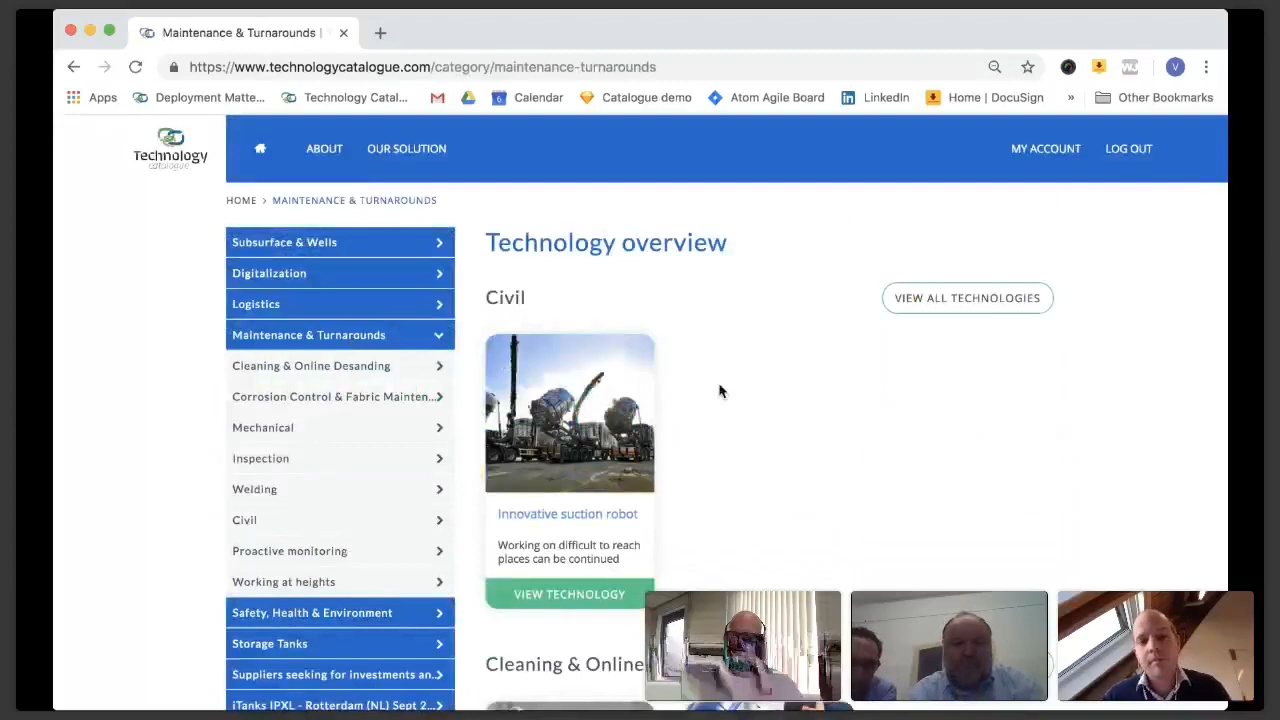 Maintenance & Turnarounds |
https://www.technologycatalogue.com/category/maintenance-turnarounds
V
Apps
Deployment Matte...
Technology Catal...
6
Calendar
Catalogue demo
Atom Agile Board
LinkedIn
Home | DocuSign
»
Other Bookmarks
Technology
catalogue
ABOUT
OUR SOLUTION
MY ACCOUNT
LOG OUT
HOME > MAINTENANCE & TURNAROUNDS
Subsurface & Wells
Digitalization
Logistics
Maintenance & Turnarounds
Cleaning & Online Desanding
Corrosion Control & Fabric Mainten...
Mechanical
Inspection
Welding
Civil
Proactive monitoring
Working at heights
Safety, Health & Environment
Storage Tanks
Suppliers seeking for investments an...
iTanks IPXL - Rotterdam (NL) Sept 2...
Technology overview
Civil
VIEW ALL TECHNOLOGIES
Innovative suction robot
Working on difficult to reach
places can be continued
VIEW TECHNOLOGY
Cleaning & Online